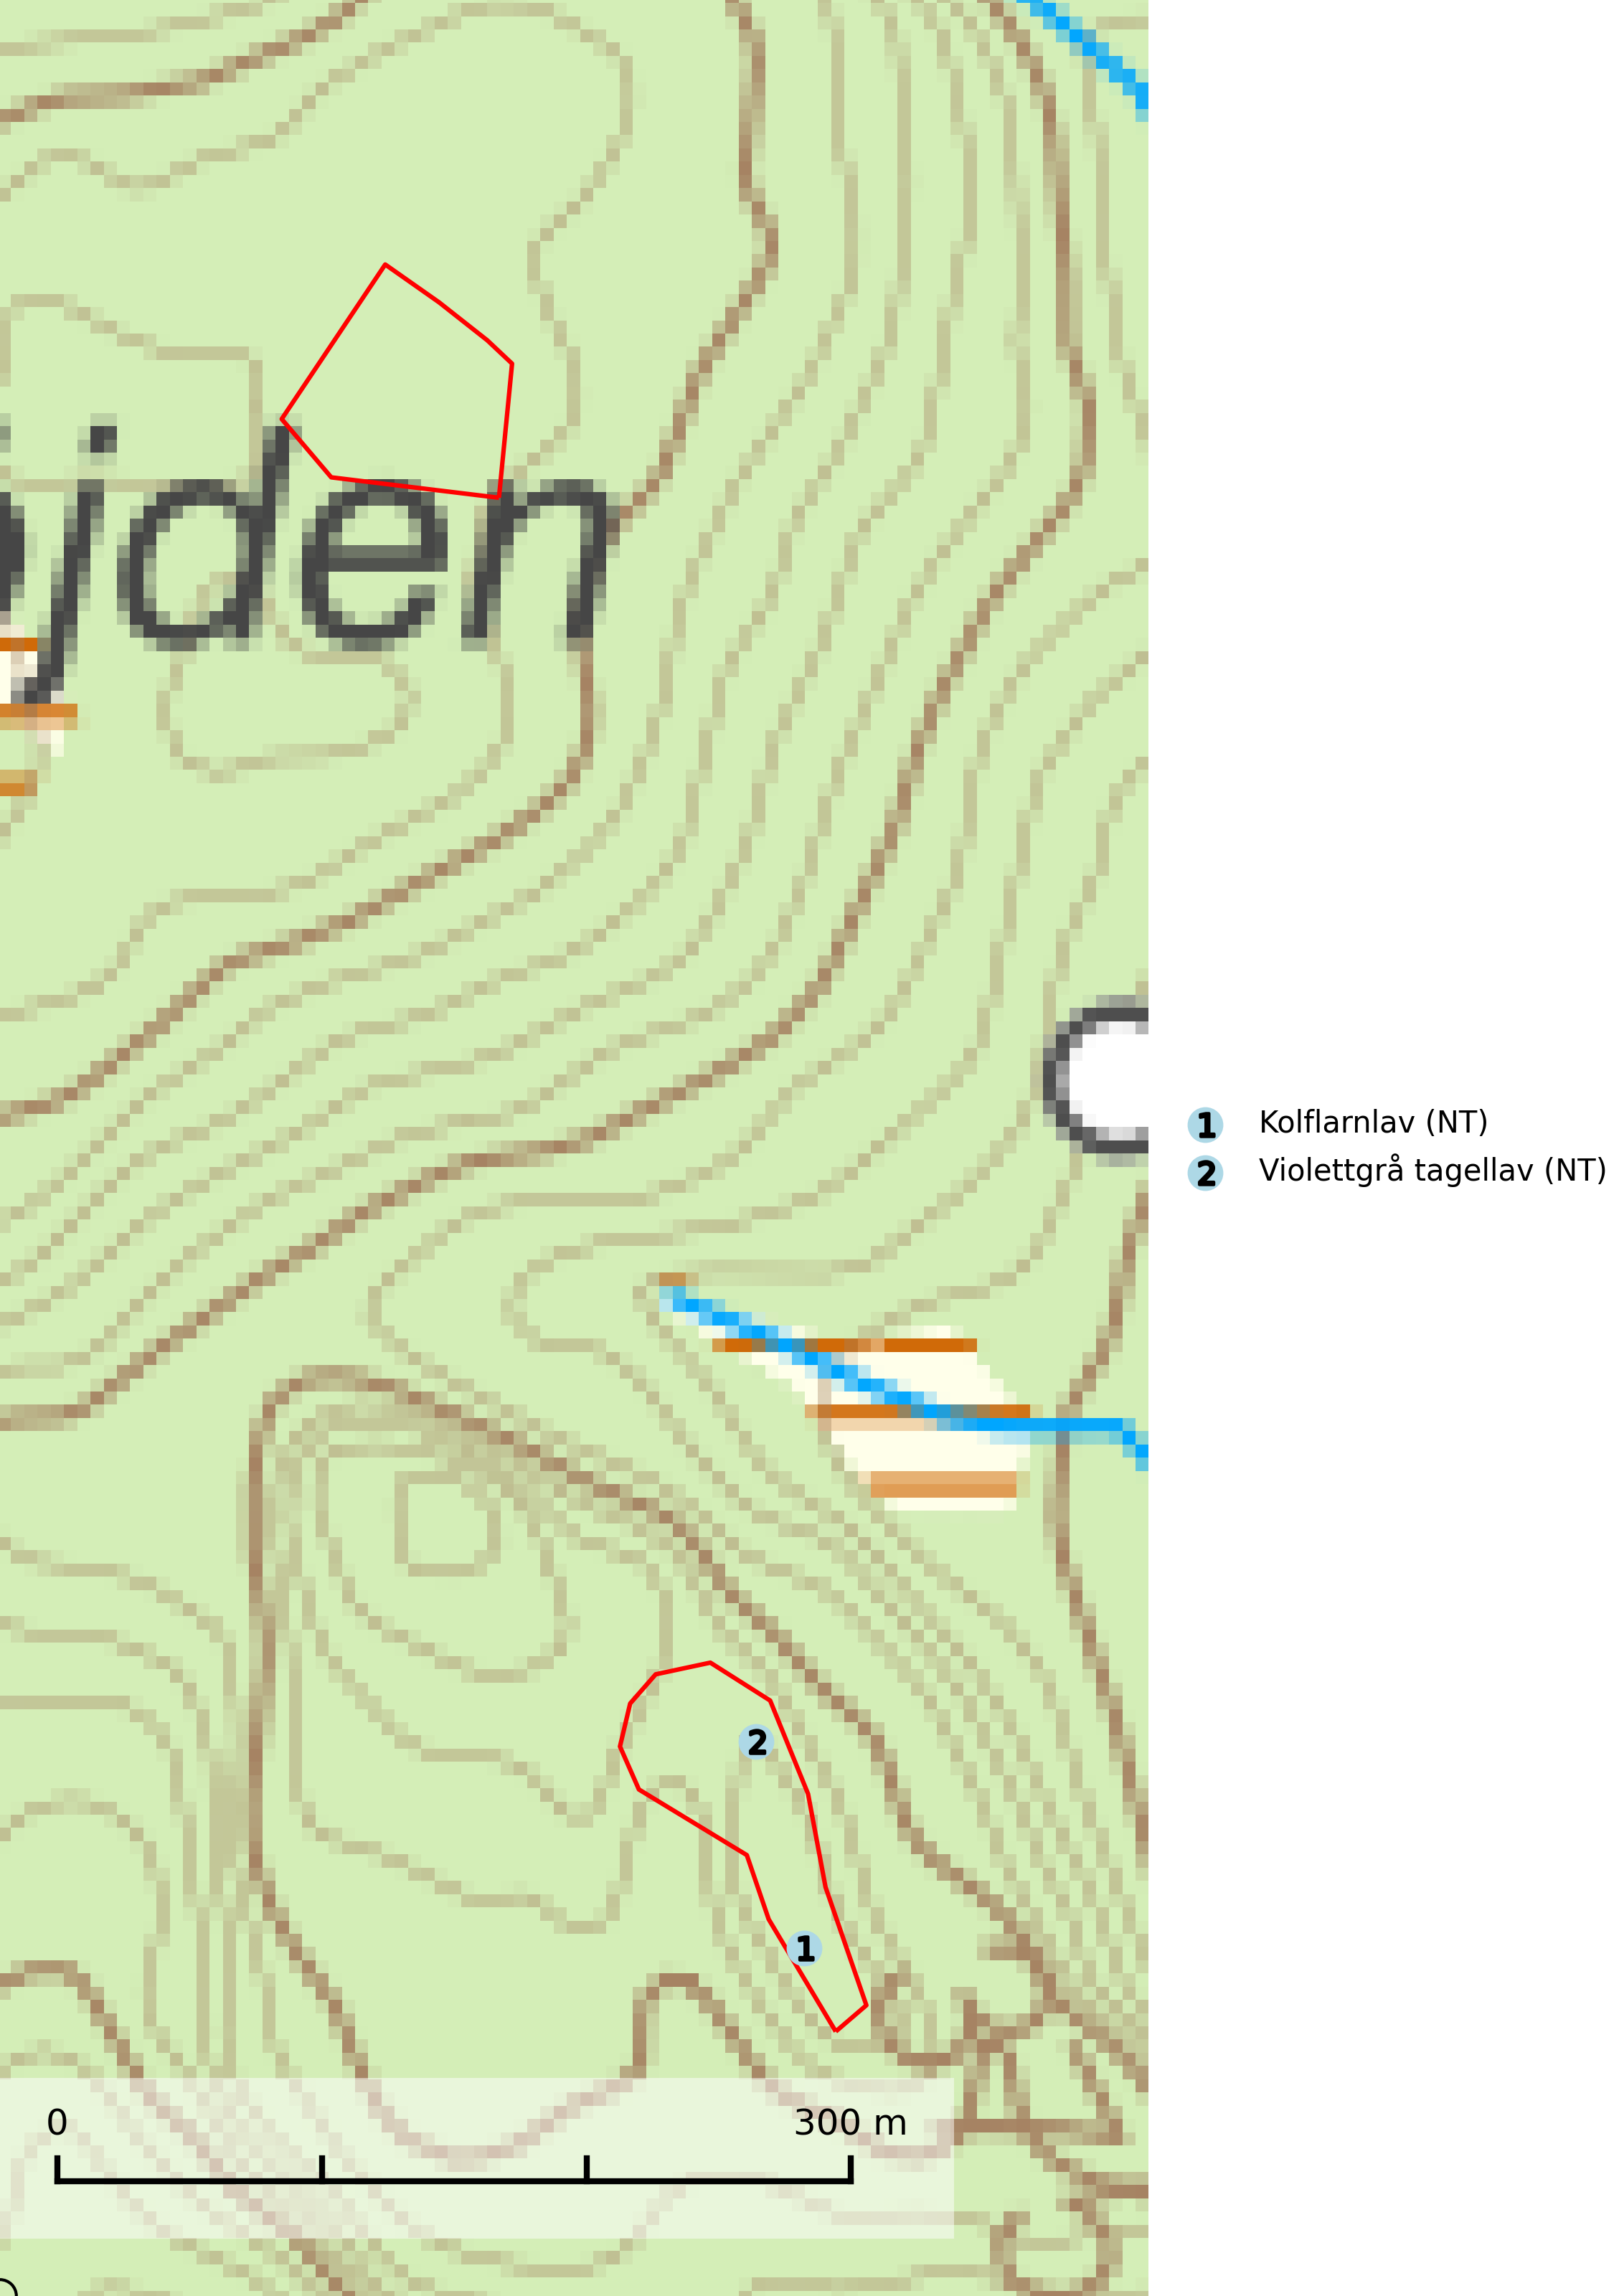 jden
1 Kolflarnlav (NT)
2 Violettgrå tagellav (NT)
2
1
0 300 m